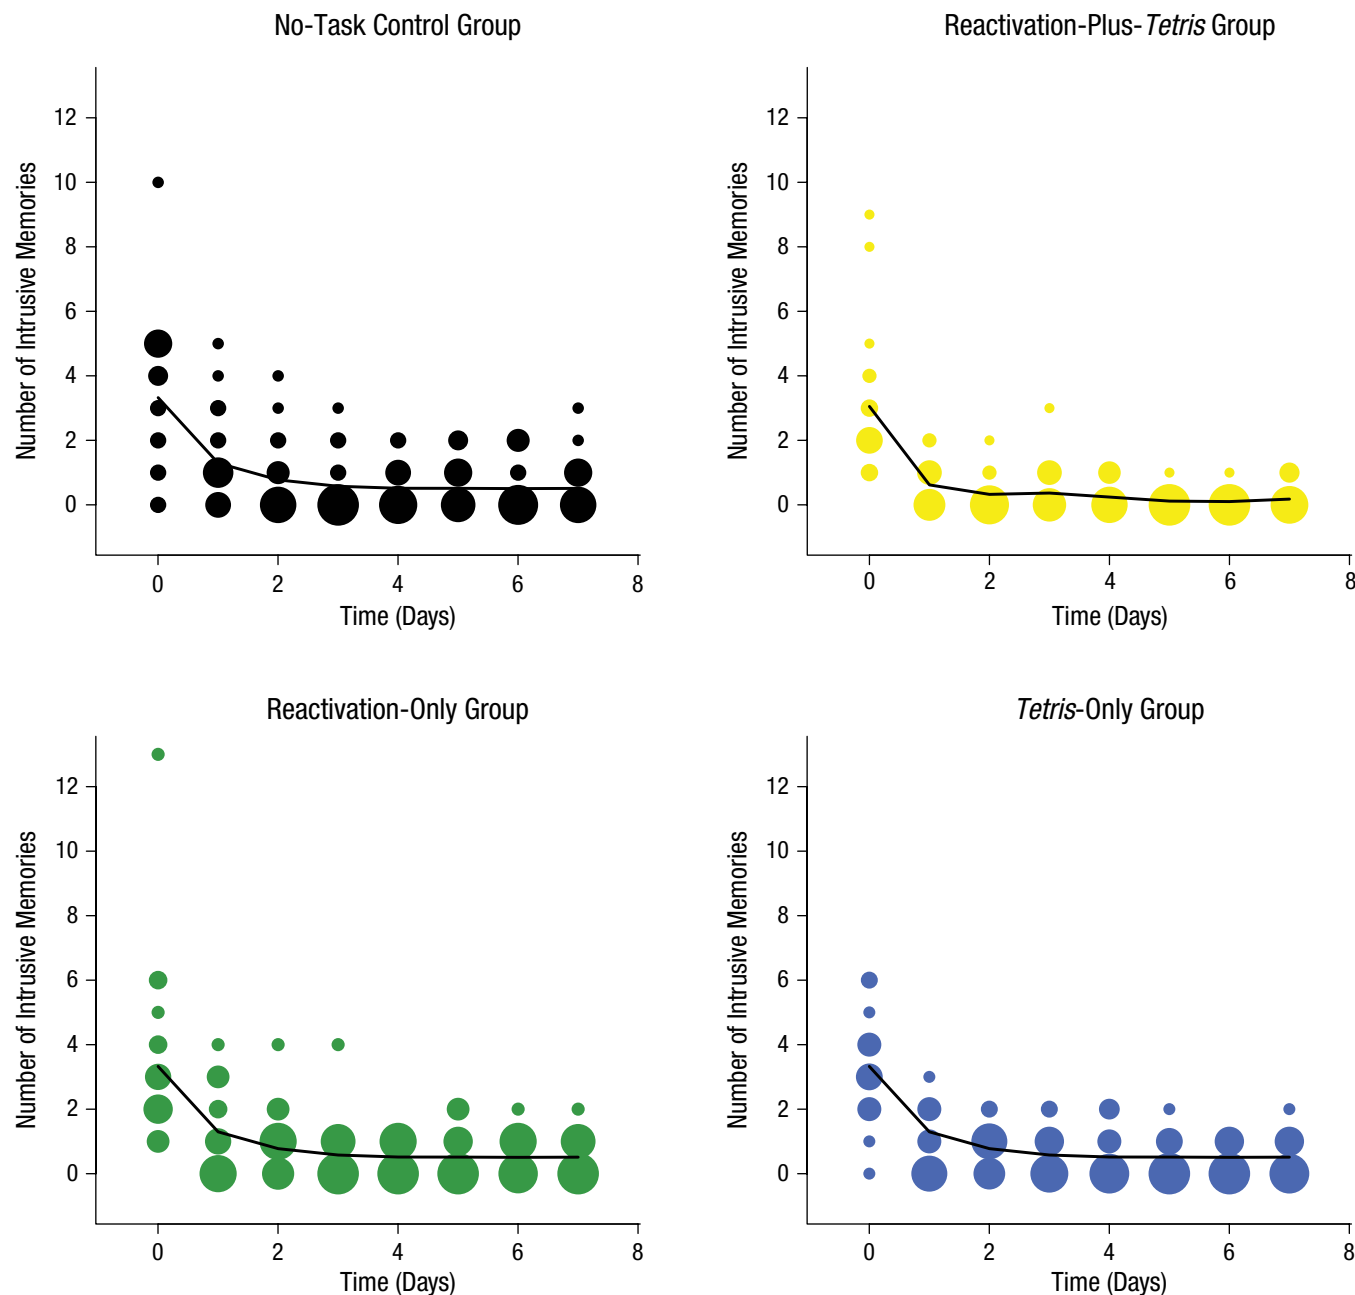 No-Task Control Group
Number of Intrusive Memories
12
10
8
6
4
2
0
0 2 4 6 8
Time (Days)
Reactivation-Plus-Tetris Group
Number of Intrusive Memories
12
10
8
6
4
2
0
0 2 4 6 8
Time (Days)
Reactivation-Only Group
Number of Intrusive Memories
12
10
8
6
4
2
0
0 2 4 6 8
Time (Days)
Tetris-Only Group
Number of Intrusive Memories
12
10
8
6
4
2
0
0 2 4 6 8
Time (Days)